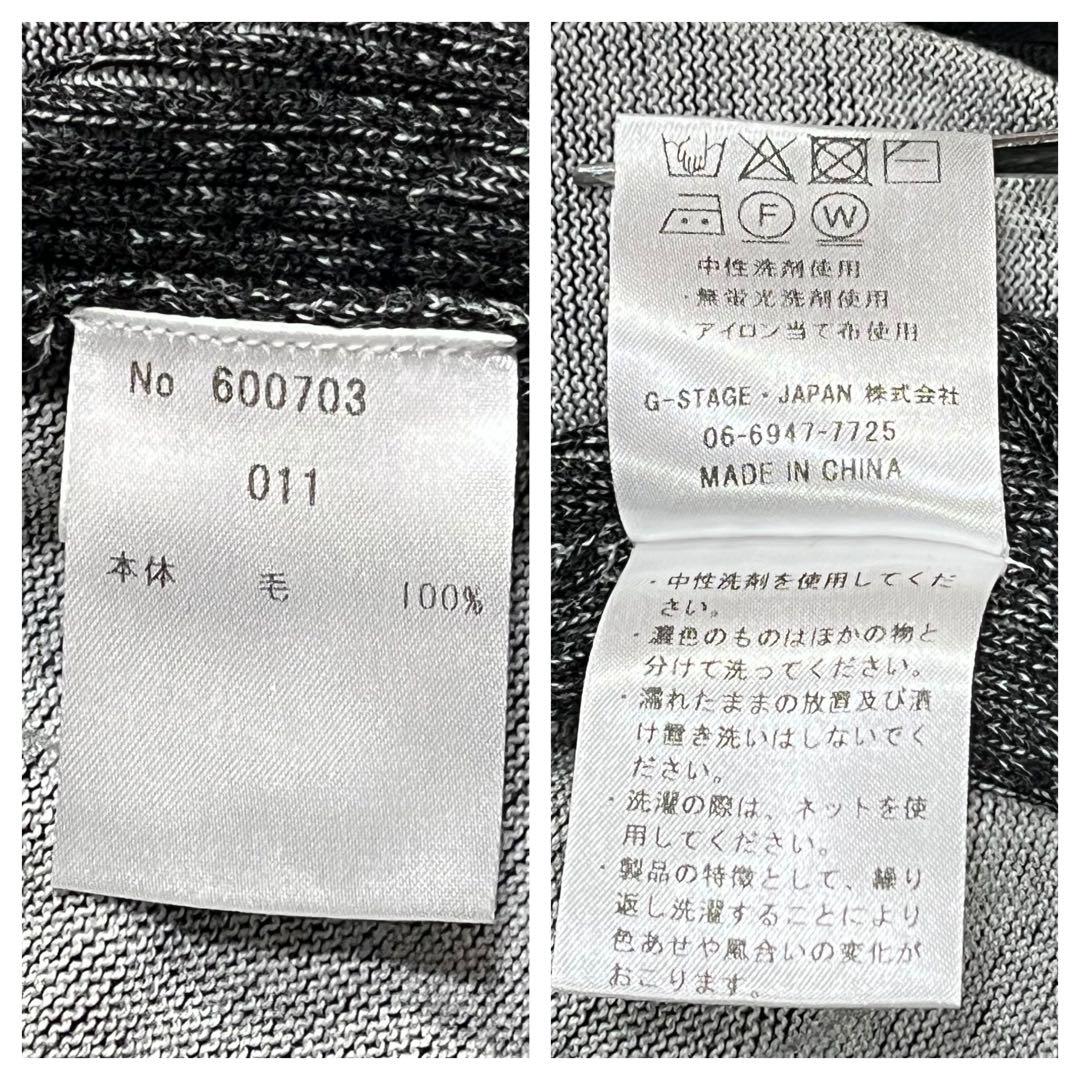 No 600703
011
本体 毛 100%
F W
中性洗剤使用
・無蛍光洗剤使用
・アイロン当て布使用
G-STAGE・JAPAN 株式会社
06-6947-7725
MADE IN CHINA
・中性洗剤を使用してくだ
さい。
・濃色のものはほかの物と
分けて洗ってください。
・濡れたままの放置及び漬
け置き洗いはしないでく
ださい。
・洗濯の際は、ネットを使
用してください。
・製品の特徴として、繰り
返し洗濯することにより
色あせや風合いの変化が
おこります。